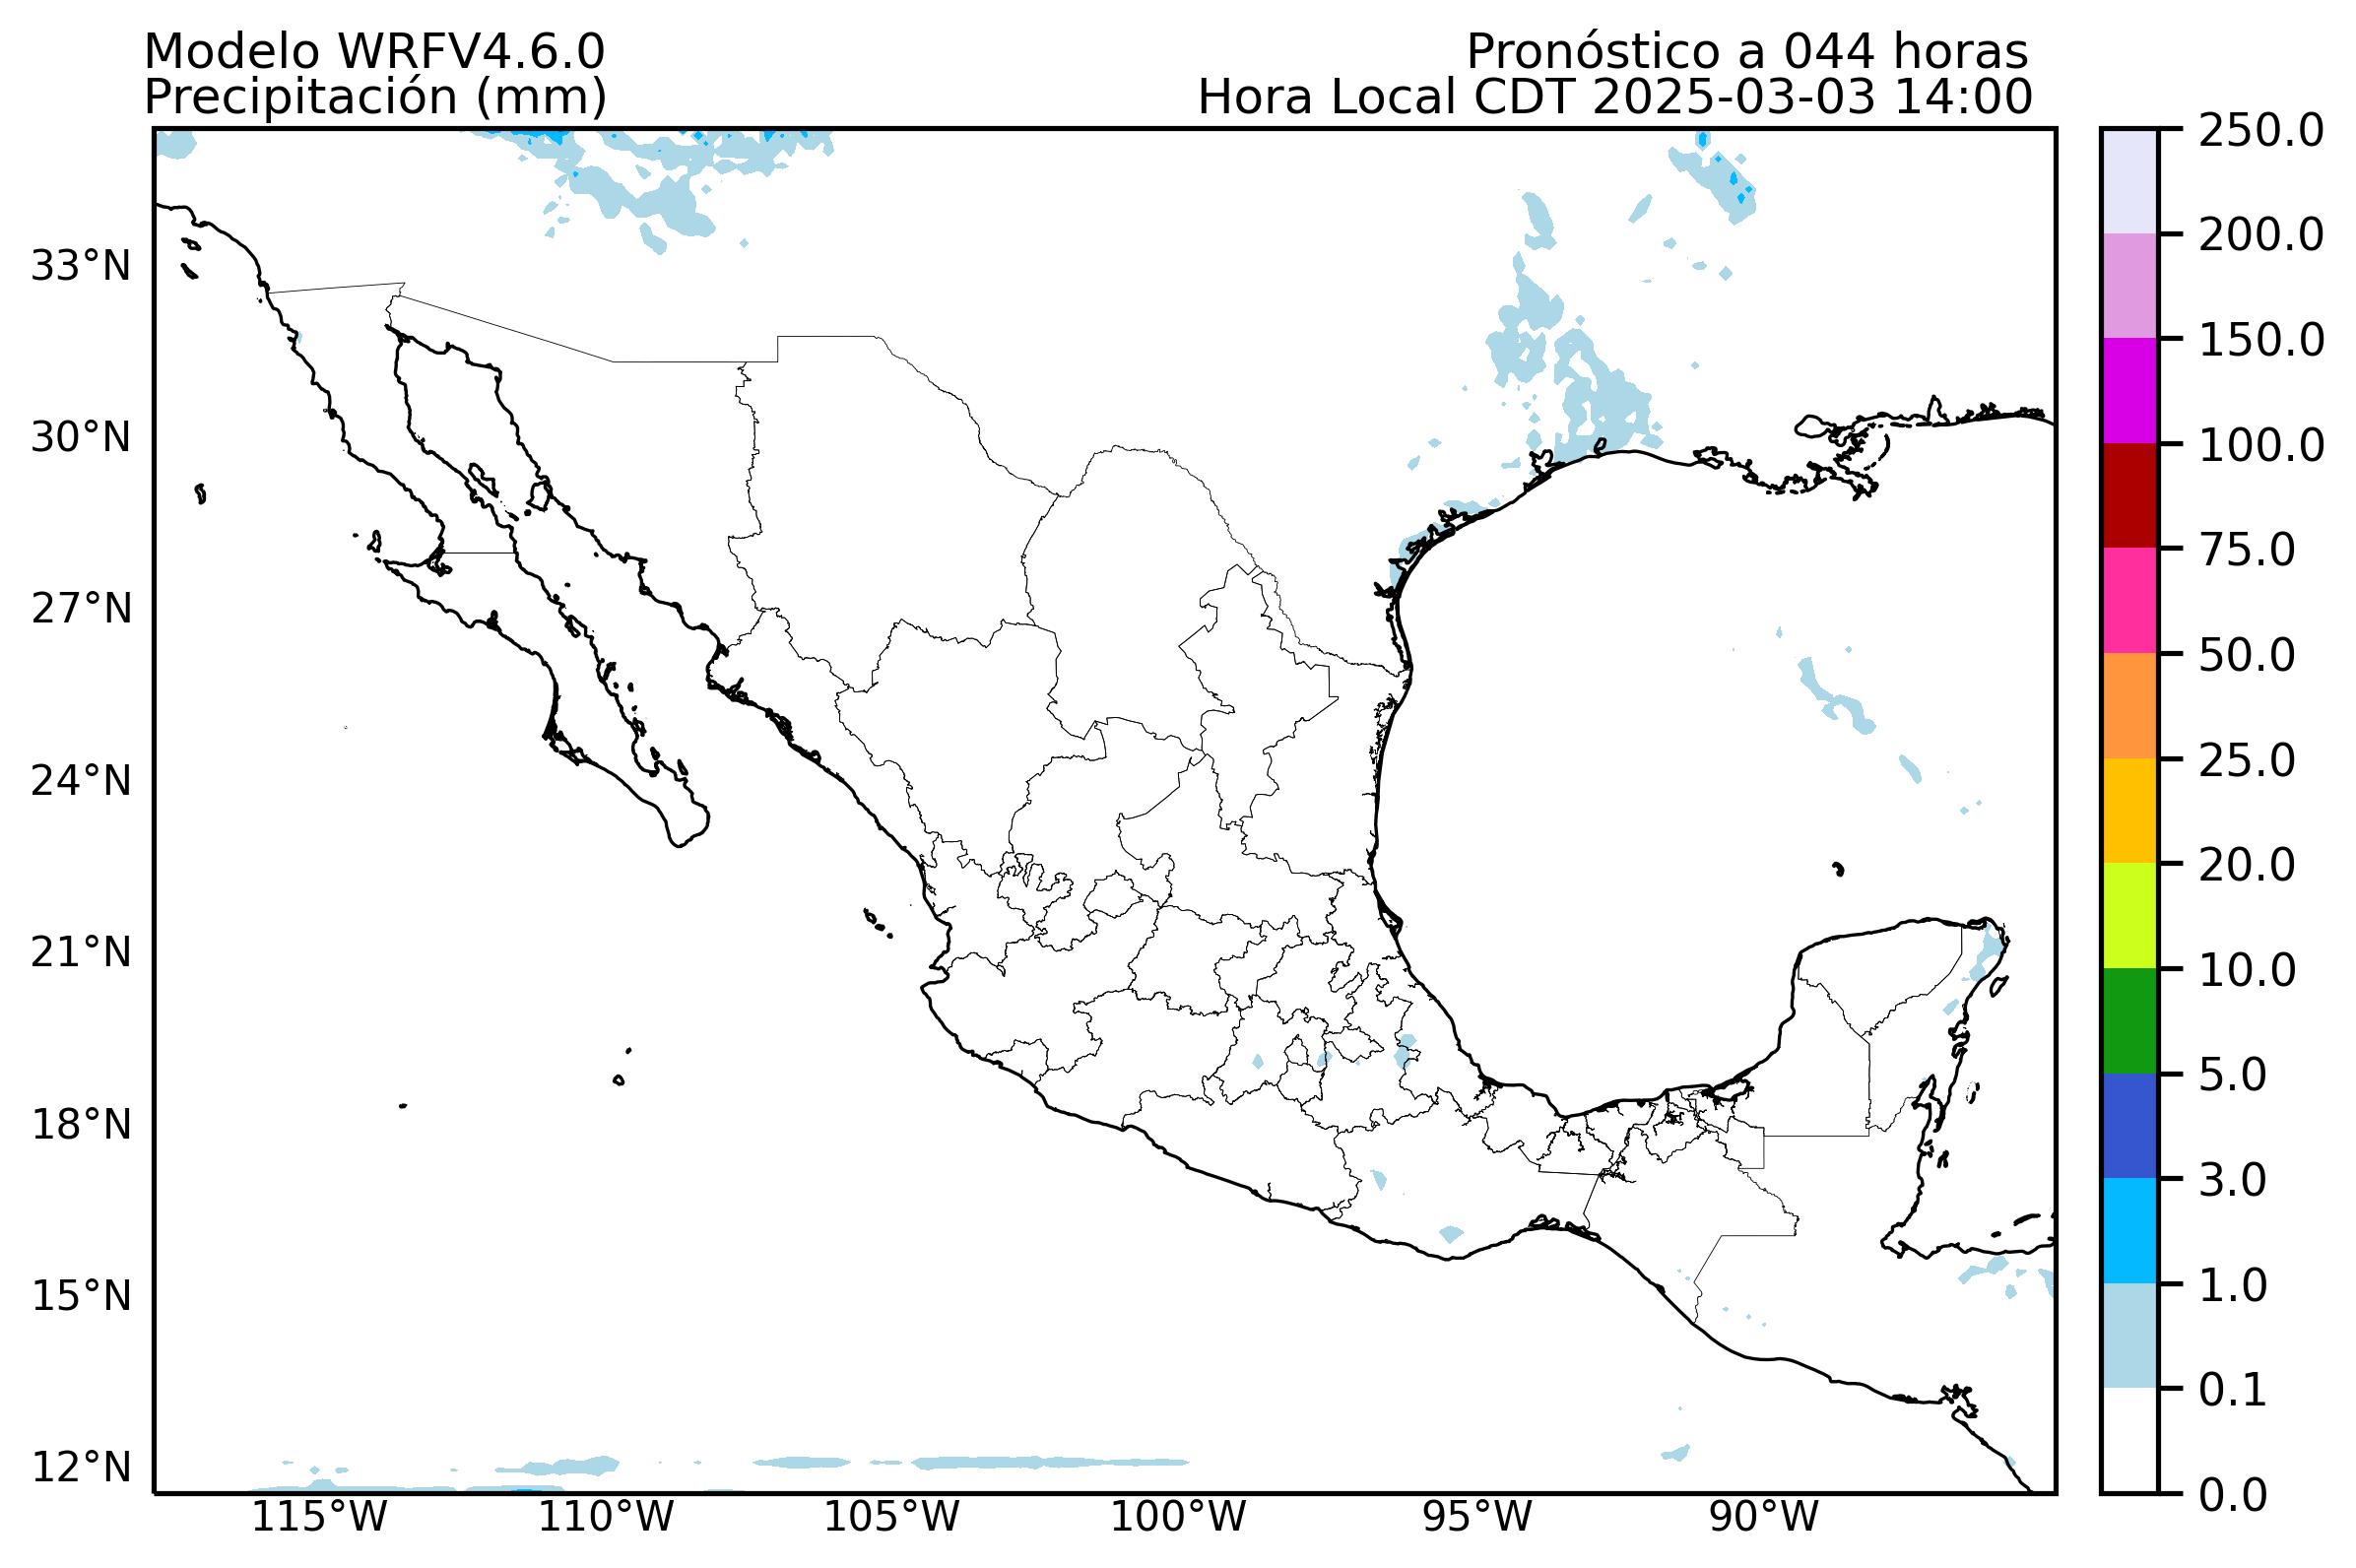 Modelo WRFV4.6.0
Pronóstico a 044 horas
Precipitación (mm)
Hora Local CDT 2025-03-03 14:00
33°N
30°N
27°N
24°N
21°N
18°N
15°N
12°N
115°W
110°W
105°W
100°W
95°W
90°W
250.0
200.0
150.0
100.0
75.0
50.0
25.0
20.0
10.0
5.0
3.0
1.0
0.1
0.0